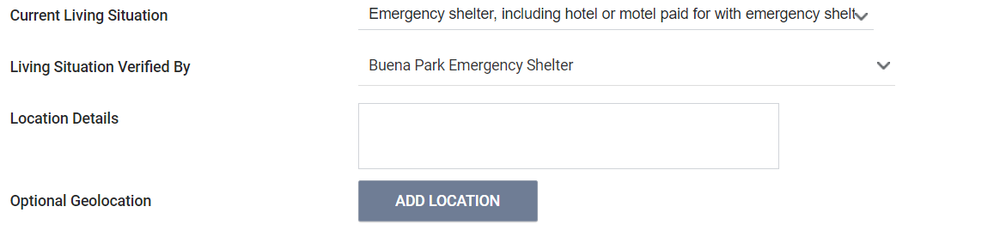 Current Living Situation
Emergency shelter, including hotel or motel paid for with emergency shelt
Living Situation Verified By
Buena Park Emergency Shelter
Location Details
Optional Geolocation
ADD LOCATION